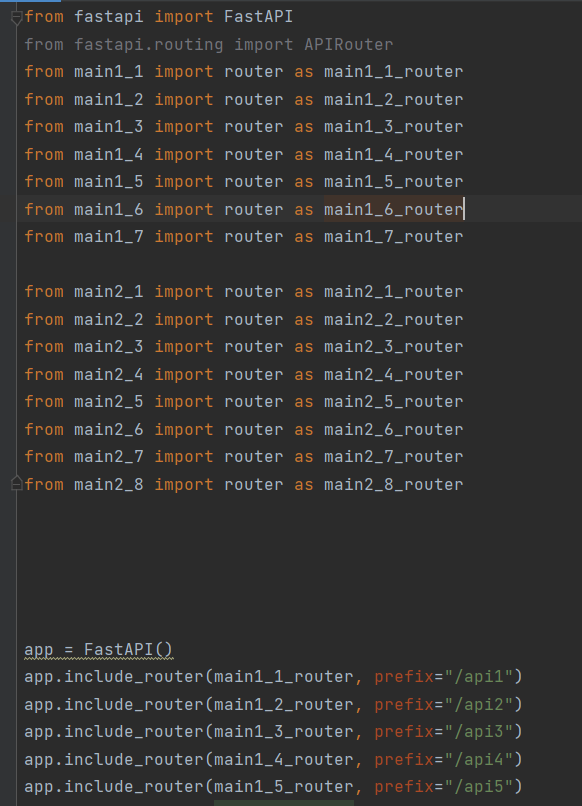 from fastapi import FastAPI
from fastapi.routing import APIRouter
from main1_1 import router as main1_1_router
from main1_2 import router as main1_2_router
from main1_3 import router as main1_3_router
from main1_4 import router as main1_4_router
from main1_5 import router as main1_5_router
from main1_6 import router as main1_6_router
from main1_7 import router as main1_7_router
from main2_1 import router as main2_1_router
from main2_2 import router as main2_2_router
from main2_3 import router as main2_3_router
from main2_4 import router as main2_4_router
from main2_5 import router as main2_5_router
from main2_6 import router as main2_6_router
from main2_7 import router as main2_7_router
from main2_8 import router as main2_8_router
app = FastAPI()
app.include_router(main1_1_router, prefix="/api1")
app.include_router(main1_2_router, prefix="/api2")
app.include_router(main1_3_router, prefix="/api3")
app.include_router(main1_4_router, prefix="/api4")
app.include_router(main1_5_router, prefix="/api5")